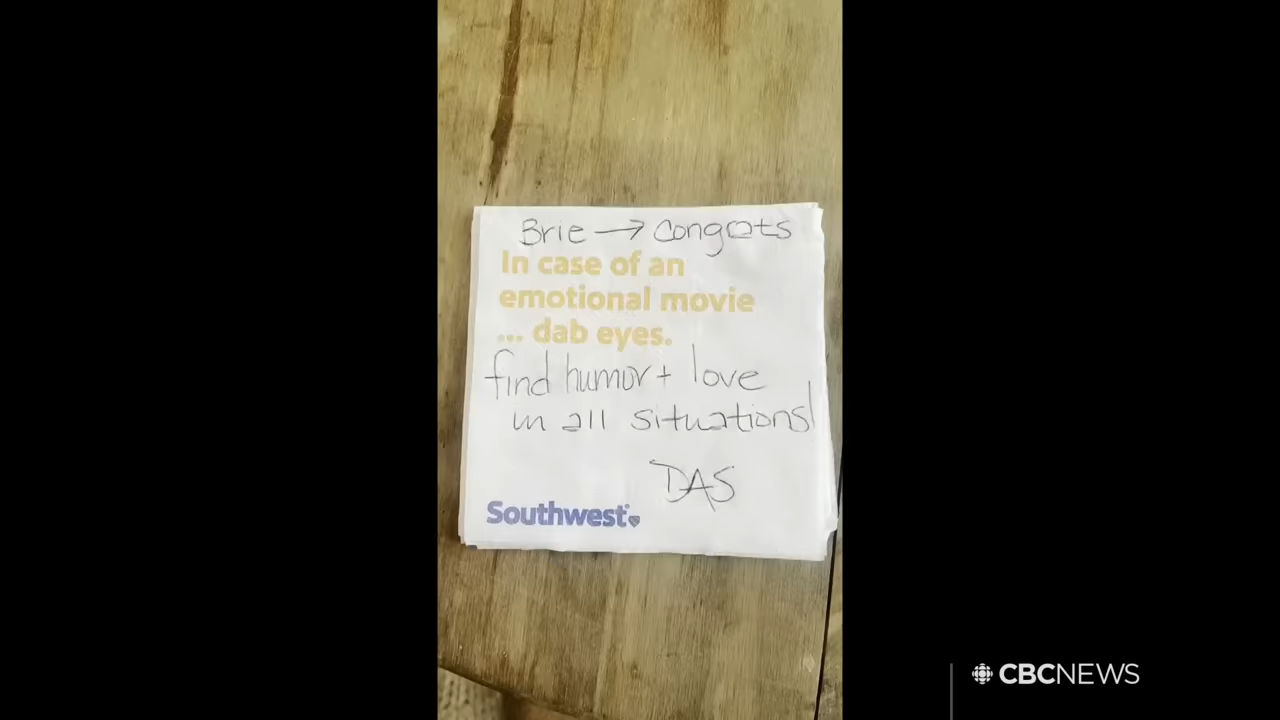 Brie → Congrats
In case of an
emotional movie
... dab eyes.
find humor + love
in all situations!
DAS
Southwest
CBCNEWS